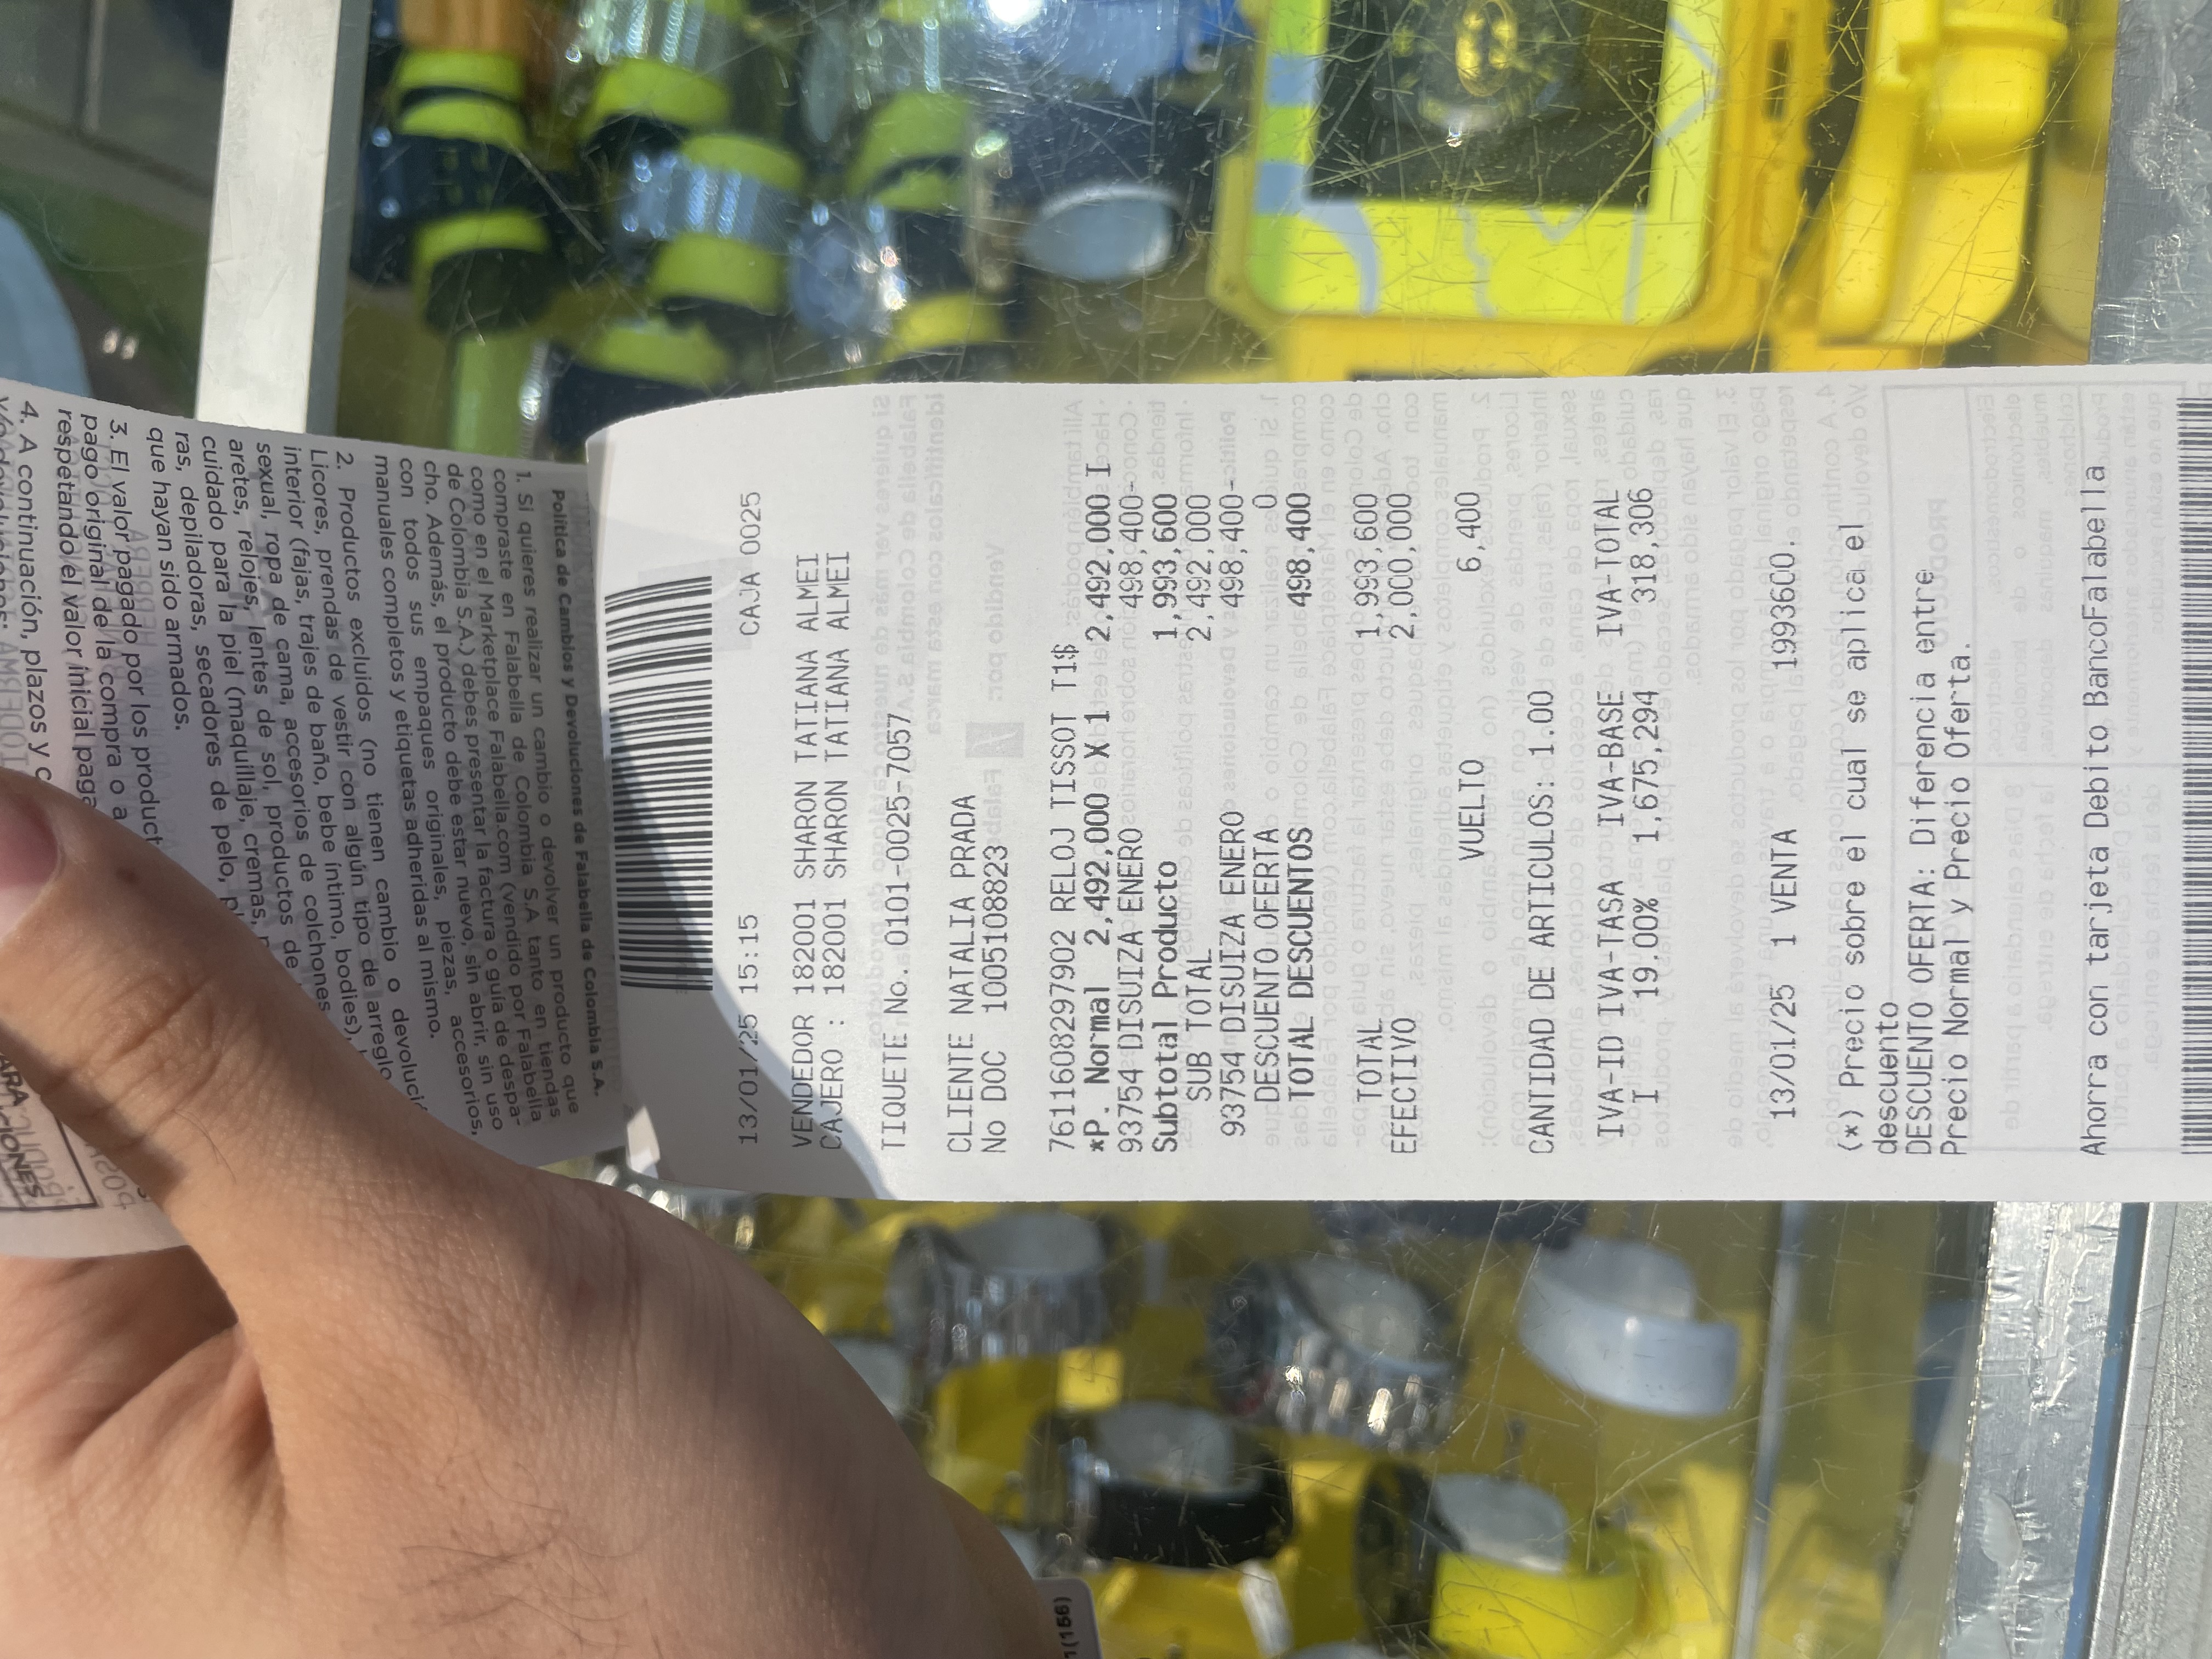 13/01/25 15:15 CAJA 0025
VENDEDOR 182001 SHARON TATIANA ALMEI
CAJERO : 182001 SHARON TATIANA ALMEI
TIQUETE No. 0101-0025-7057
CLIENTE NATALIA PRADA
No DOC 1005108823
7611608297902 RELOJ TISSOT T1$
*P. Normal 2,492,000 X 1 2,492,000 I
93754 DISUIZA ENERO 498,400-
Subtotal Producto 1,993,600
SUB TOTAL 2,492,000
93754 DISUIZA ENERO 498,400-
DESCUENTO OFERTA 0
TOTAL DESCUENTOS 498,400
TOTAL 1,993,600
EFECTIVO 2,000,000
VUELTO 6,400
CANTIDAD DE ARTICULOS: 1.00
IVA-ID IVA-TASA IVA-BASE IVA-TOTAL
I 19.00% 1,675,294 318,306
13/01/25 1 VENTA 1993600.
(*) Precio sobre el cual se aplica el
descuento
DESCUENTO OFERTA: Diferencia entre
Precio Normal y Precio Oferta.
Ahorra con tarjeta Debito BancoFalabella
Política de Cambios y Devoluciones de Falabella de Colombia S.A.
1. Si quieres realizar un cambio o devolver un producto que
compraste en Falabella de Colombia S.A tanto en tiendas
como en el Marketplace Falabella.com (vendido por Falabella
de Colombia S.A.) debes presentar la factura o guía de despa-
cho. Además, el producto debe estar nuevo, sin abrir, sin uso
con todos sus empaques originales, piezas, accesorios,
manuales completos y etiquetas adheridas al mismo.
2. Productos excluidos (no tienen cambio o devoluci
Licores, prendas de vestir con algún tipo de arreglo
interior (fajas, trajes de baño, bebe íntimo, bodies),
sexual, ropa de cama, accesorios de colchones
aretes, relojes, lentes de sol, productos de
cuidado para la piel (maquillaje, cremas,
ras, depiladoras, secadores de pelo,
que hayan sido armados.
3. El valor pagado por los product
pago original de la compra o a
respetando el valor inicial paga
4. A continuación, plazos y c